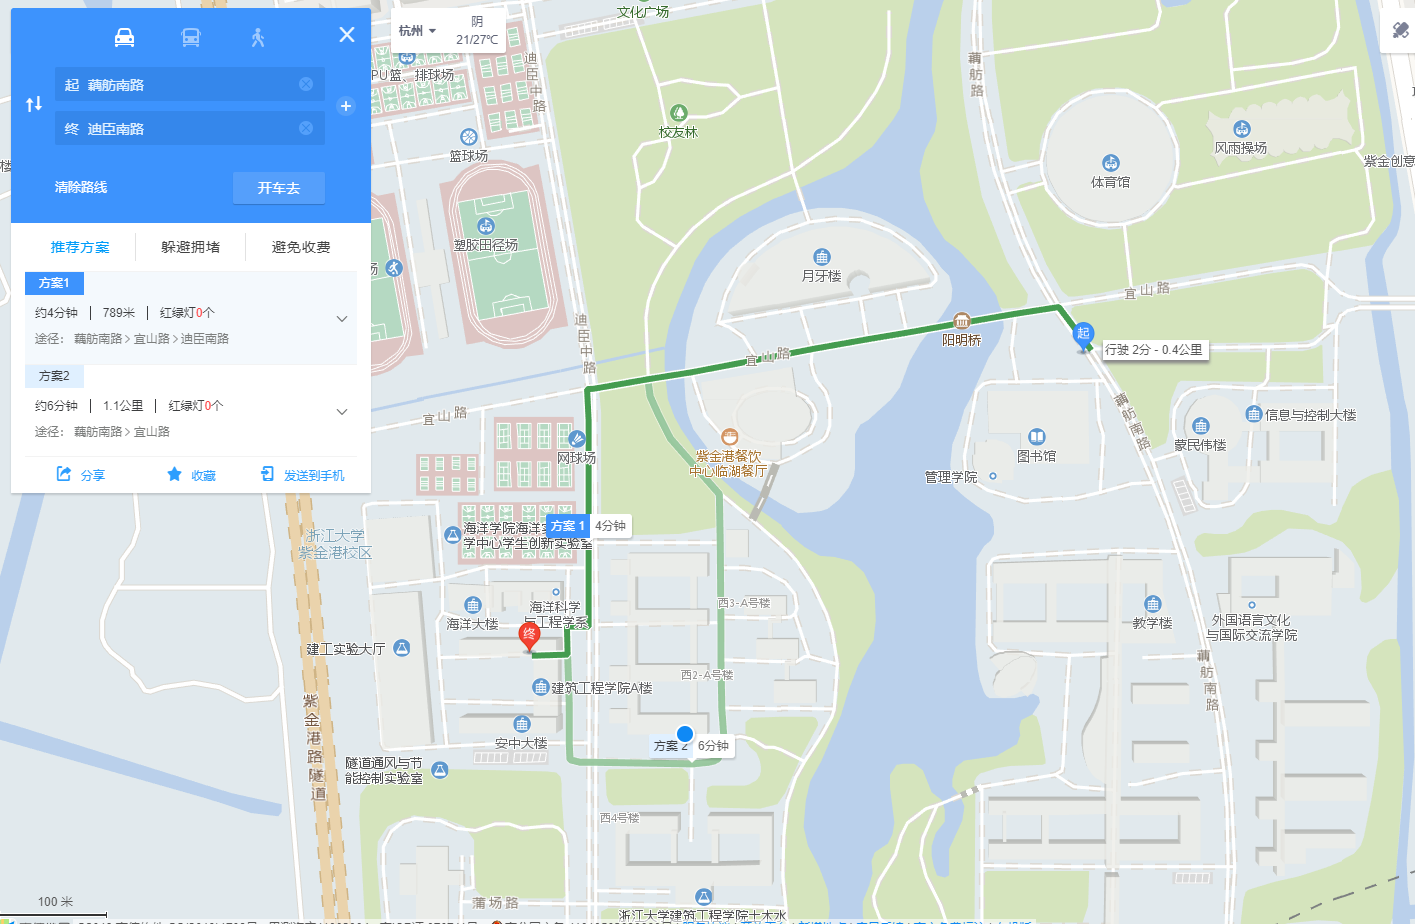 起 藕舫南路
终 迪臣南路
清除路线
开车去
推荐方案
躲避拥堵
避免收费
方案1
约4分钟 | 789米 | 红绿灯0个
途径： 藕舫南路 > 宜山路 > 迪臣南路
方案2
约6分钟 | 1.1公里 | 红绿灯0个
途径： 藕舫南路 > 宜山路
分享
收藏
发送到手机
杭州
阴
21/27℃
文化广场
PU篮、排球场
迪臣中路
篮球场
校友林
塑胶田径场
场
楼
藕舫路
体育馆
风雨操场
紫金创意
月牙楼
宜山路
阳明桥
起
行驶 2分 - 0.4公里
宜山路
迪臣中路
宜山路
网球场
紫金港餐饮
中心临湖餐厅
藕舫南路
信息与控制大楼
蒙民伟楼
图书馆
管理学院
浙江大学
紫金港校区
海洋学院海洋实
学中心学生创新实验室
方案 1
4分钟
海洋科学
与工程学系
海洋大楼
终
建工实验大厅
建筑工程学院A楼
安中大楼
隧道通风与节
能控制实验室
紫金港路隧道
西3-A号楼
西2-A号楼
方案 2
6分钟
西4号楼
教学楼
外国语言文化
与国际交流学院
藕舫南路
蒲场路
浙江大学建筑工程学院土木水
100 米